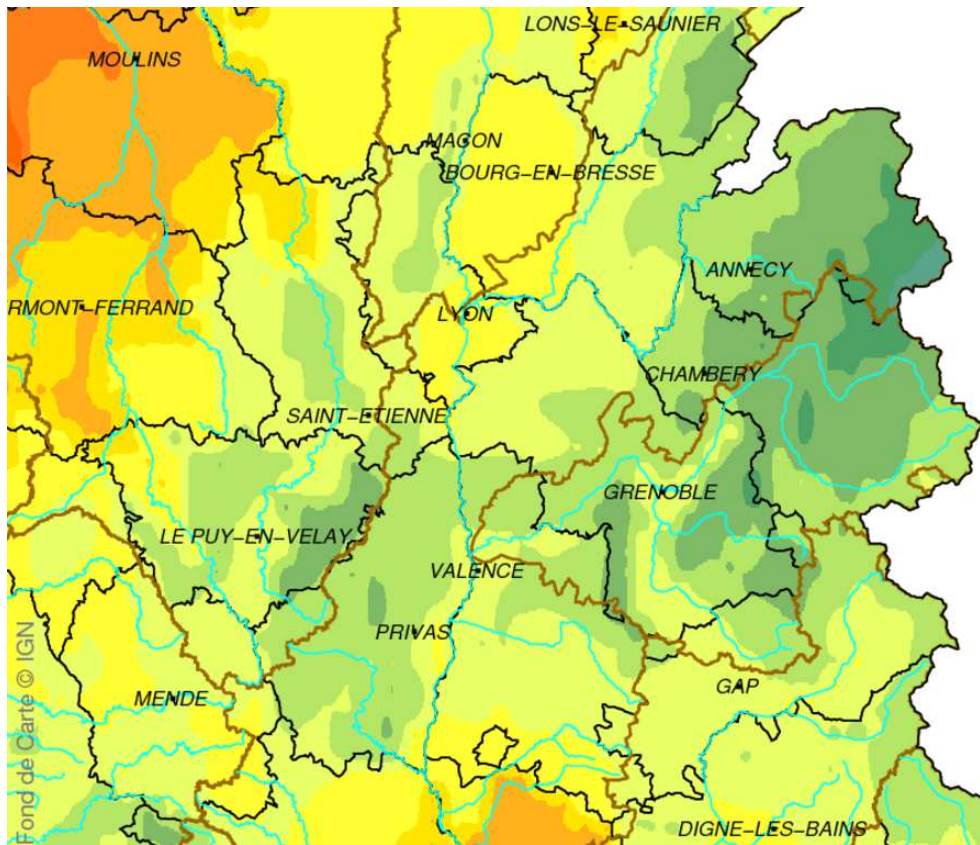 LONS-LE-SAUNIER
MOULINS
MACON
BOURG-EN-BRESSE
ANNECY
RMONT-FERRAND
LYON
CHAMBERY
SAINT-ETIENNE
GRENOBLE
LE PUY-EN-VELAY
VALENCE
PRIVAS
GAP
MENDE
DIGNE-LES-BAINS
Fond de Carte © IGN